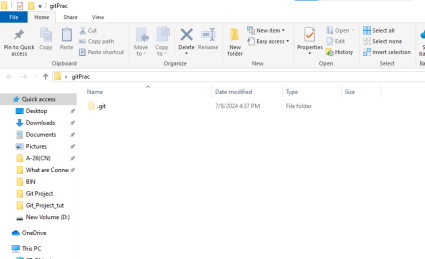 gitPrac
File Home Share View
Pin to Quick access
Copy
Paste
Cut
Copy path
Paste shortcut
Move to
Copy to
Delete
Rename
New folder
New item
Easy access
Properties
Open
Edit
History
Select all
Select none
Invert selection
Clipboard
Organize
New
Open
Select
gitPrac
Name Date modified Type Size
.git 7/9/2024 4:37 PM File folder
Quick access
Desktop
Downloads
Documents
Pictures
A-26(CN)
What are Connec
BIN
Git Project
Git_Project_tut
New Volume (D:)
OneDrive
This PC